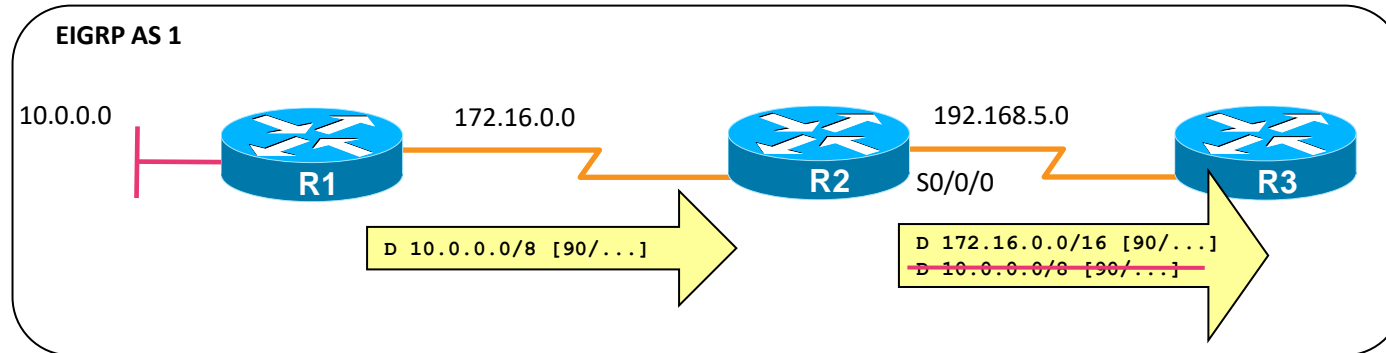 EIGRP AS 1
10.0.0.0
172.16.0.0
192.168.5.0
R1
R2
S0/0/0
R3
D 10.0.0.0/8 [90/...]
D 172.16.0.0/16 [90/...]
D 10.0.0.0/8 [90/...]